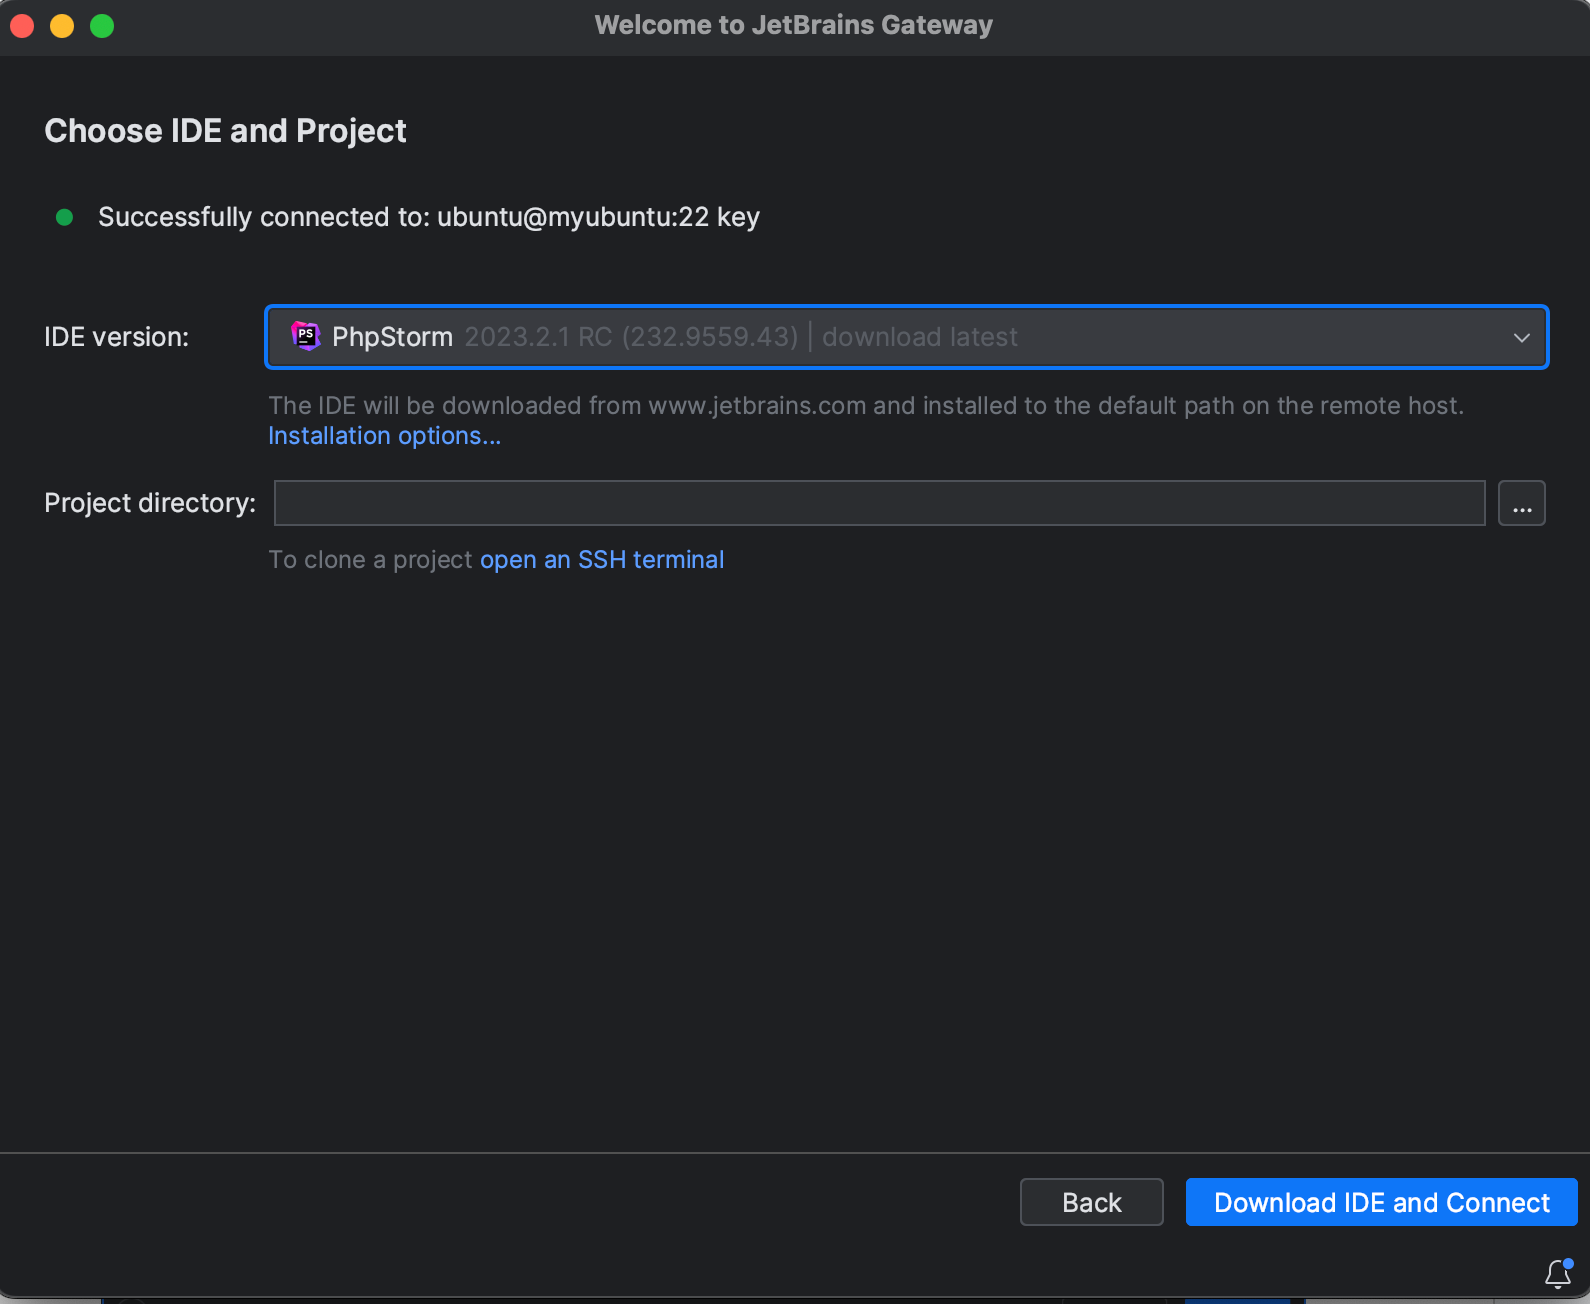 Welcome to JetBrains Gateway
Choose IDE and Project
Successfully connected to: ubuntu@myubuntu:22 key
IDE version:
PS
PhpStorm 2023.2.1 RC (232.9559.43) | download latest
The IDE will be downloaded from www.jetbrains.com and installed to the default path on the remote host.
Installation options...
Project directory:
...
To clone a project open an SSH terminal
Back
Download IDE and Connect